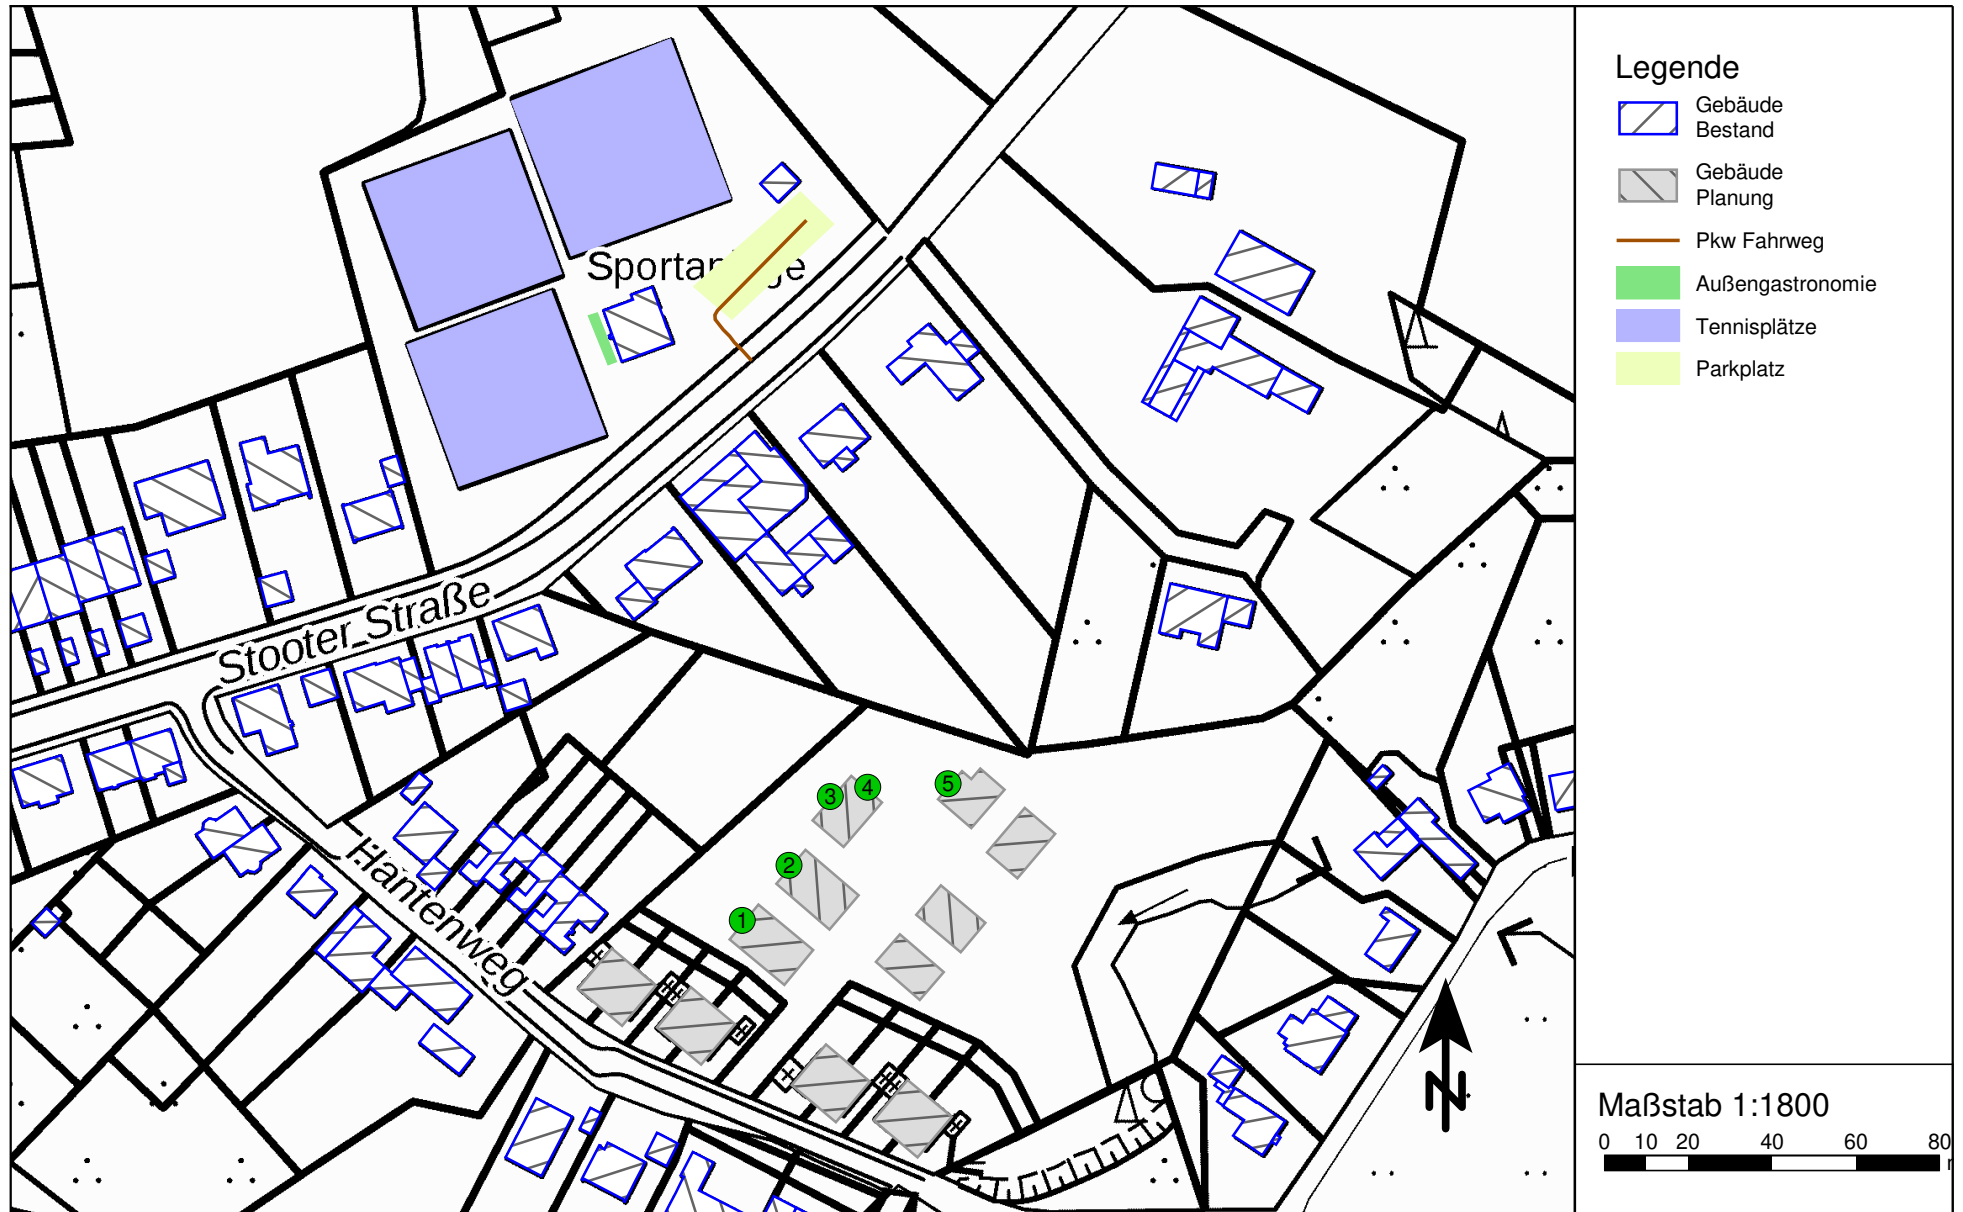 Sportanlage
Stooter Straße
Hantenweg
3
4
5
2
1
N
Legende
Gebäude
Bestand
Gebäude
Planung
Pkw Fahrweg
Außengastronomie
Tennisplätze
Parkplatz
Maßstab 1:1800
0 10 20 40 60 80